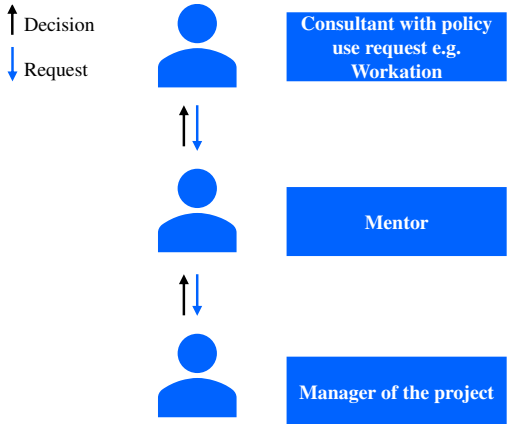 Decision
Request
Consultant with policy
use request e.g.
Workation
Mentor
Manager of the project